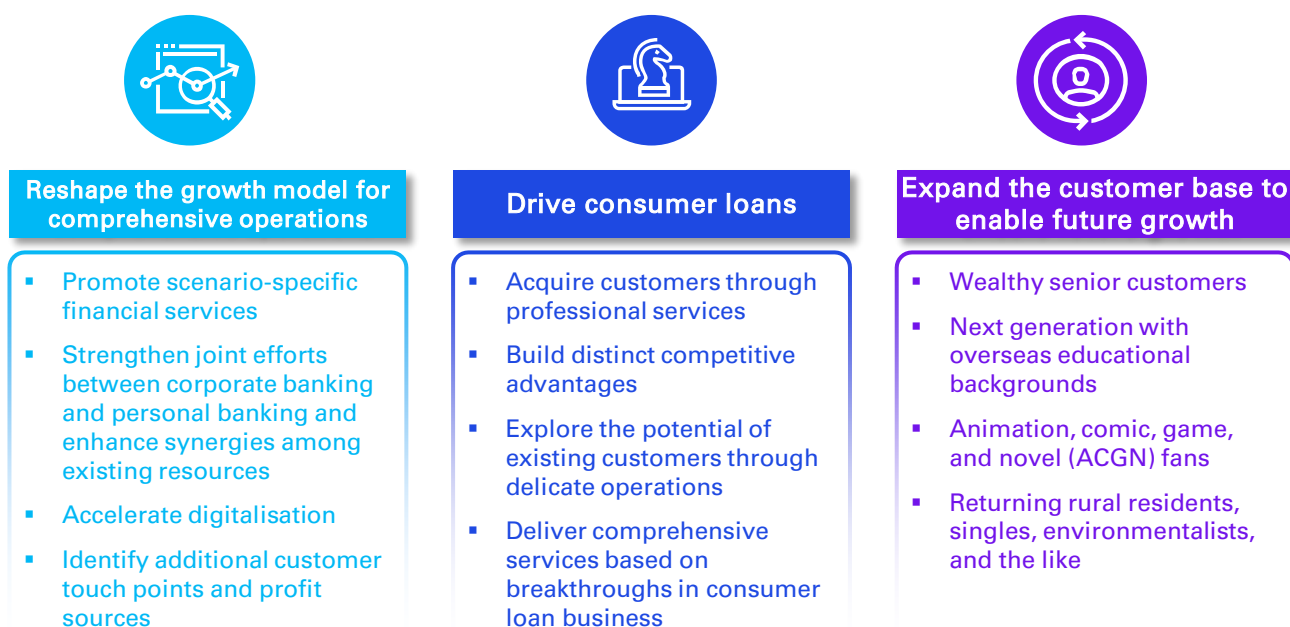 Reshape the growth model for
comprehensive operations
▪ Promote scenario-specific
financial services
▪ Strengthen joint efforts
between corporate banking
and personal banking and
enhance synergies among
existing resources
▪ Accelerate digitalisation
▪ Identify additional customer
touch points and profit
sources
Drive consumer loans
▪ Acquire customers through
professional services
▪ Build distinct competitive
advantages
▪ Explore the potential of
existing customers through
delicate operations
▪ Deliver comprehensive
services based on
breakthroughs in consumer
loan business
Expand the customer base to
enable future growth
▪ Wealthy senior customers
▪ Next generation with
overseas educational
backgrounds
▪ Animation, comic, game,
and novel (ACGN) fans
▪ Returning rural residents,
singles, environmentalists,
and the like